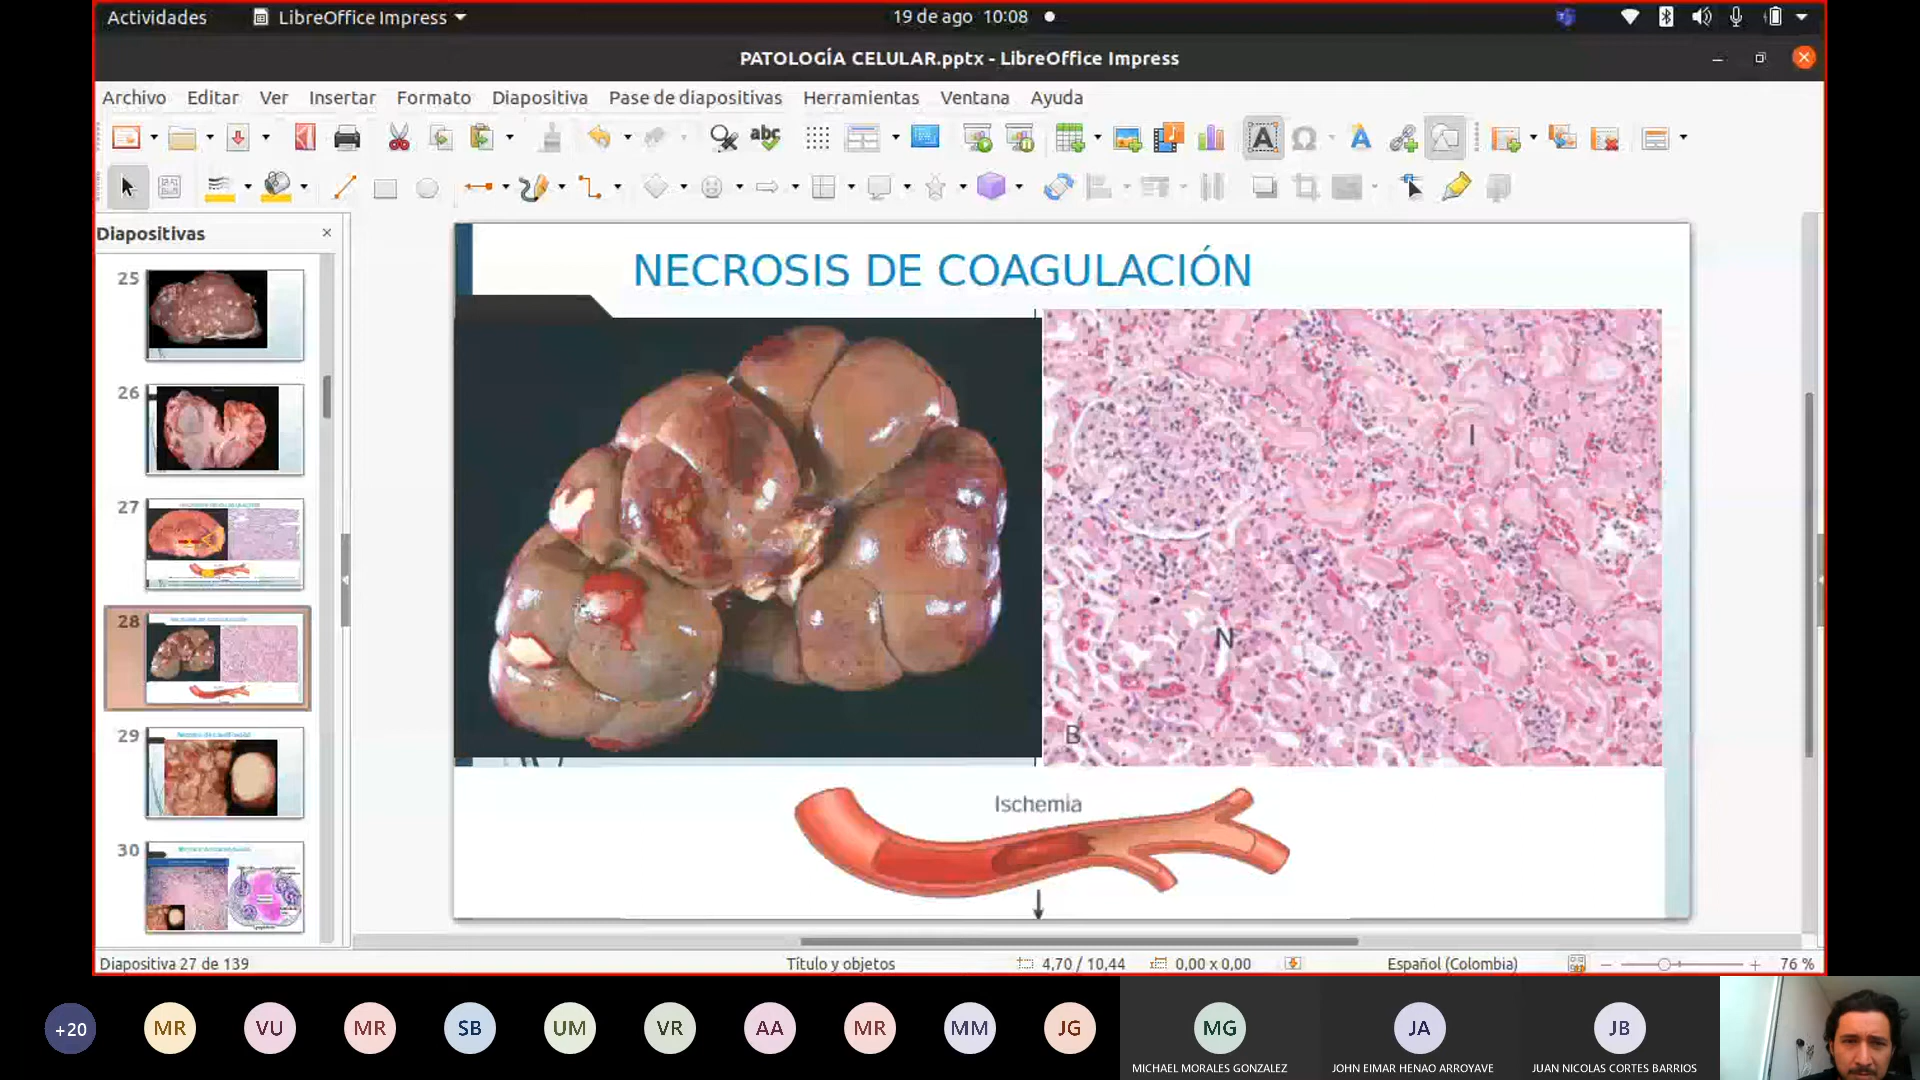 Actividades LibreOffice Impress 19 de ago 10:08
PATOLOGÍA CELULAR.pptx - LibreOffice Impress
Archivo Editar Ver Insertar Formato Diapositiva Pase de diapositivas Herramientas Ventana Ayuda
Diapositivas
25
26
27
28
29
30
NECROSIS DE COAGULACIÓN
I
N
B
Ischemia
Diapositiva 27 de 139 Título y objetos 4,70 / 10,44 0,00 x 0,00 Español (Colombia) 76 %
+20 MR VU MR SB UM VR AA MR MM JG MG JA JB
MICHAEL MORALES GONZALEZ JOHN EIMAR HENAO ARROYAVE JUAN NICOLAS CORTES BARRIOS